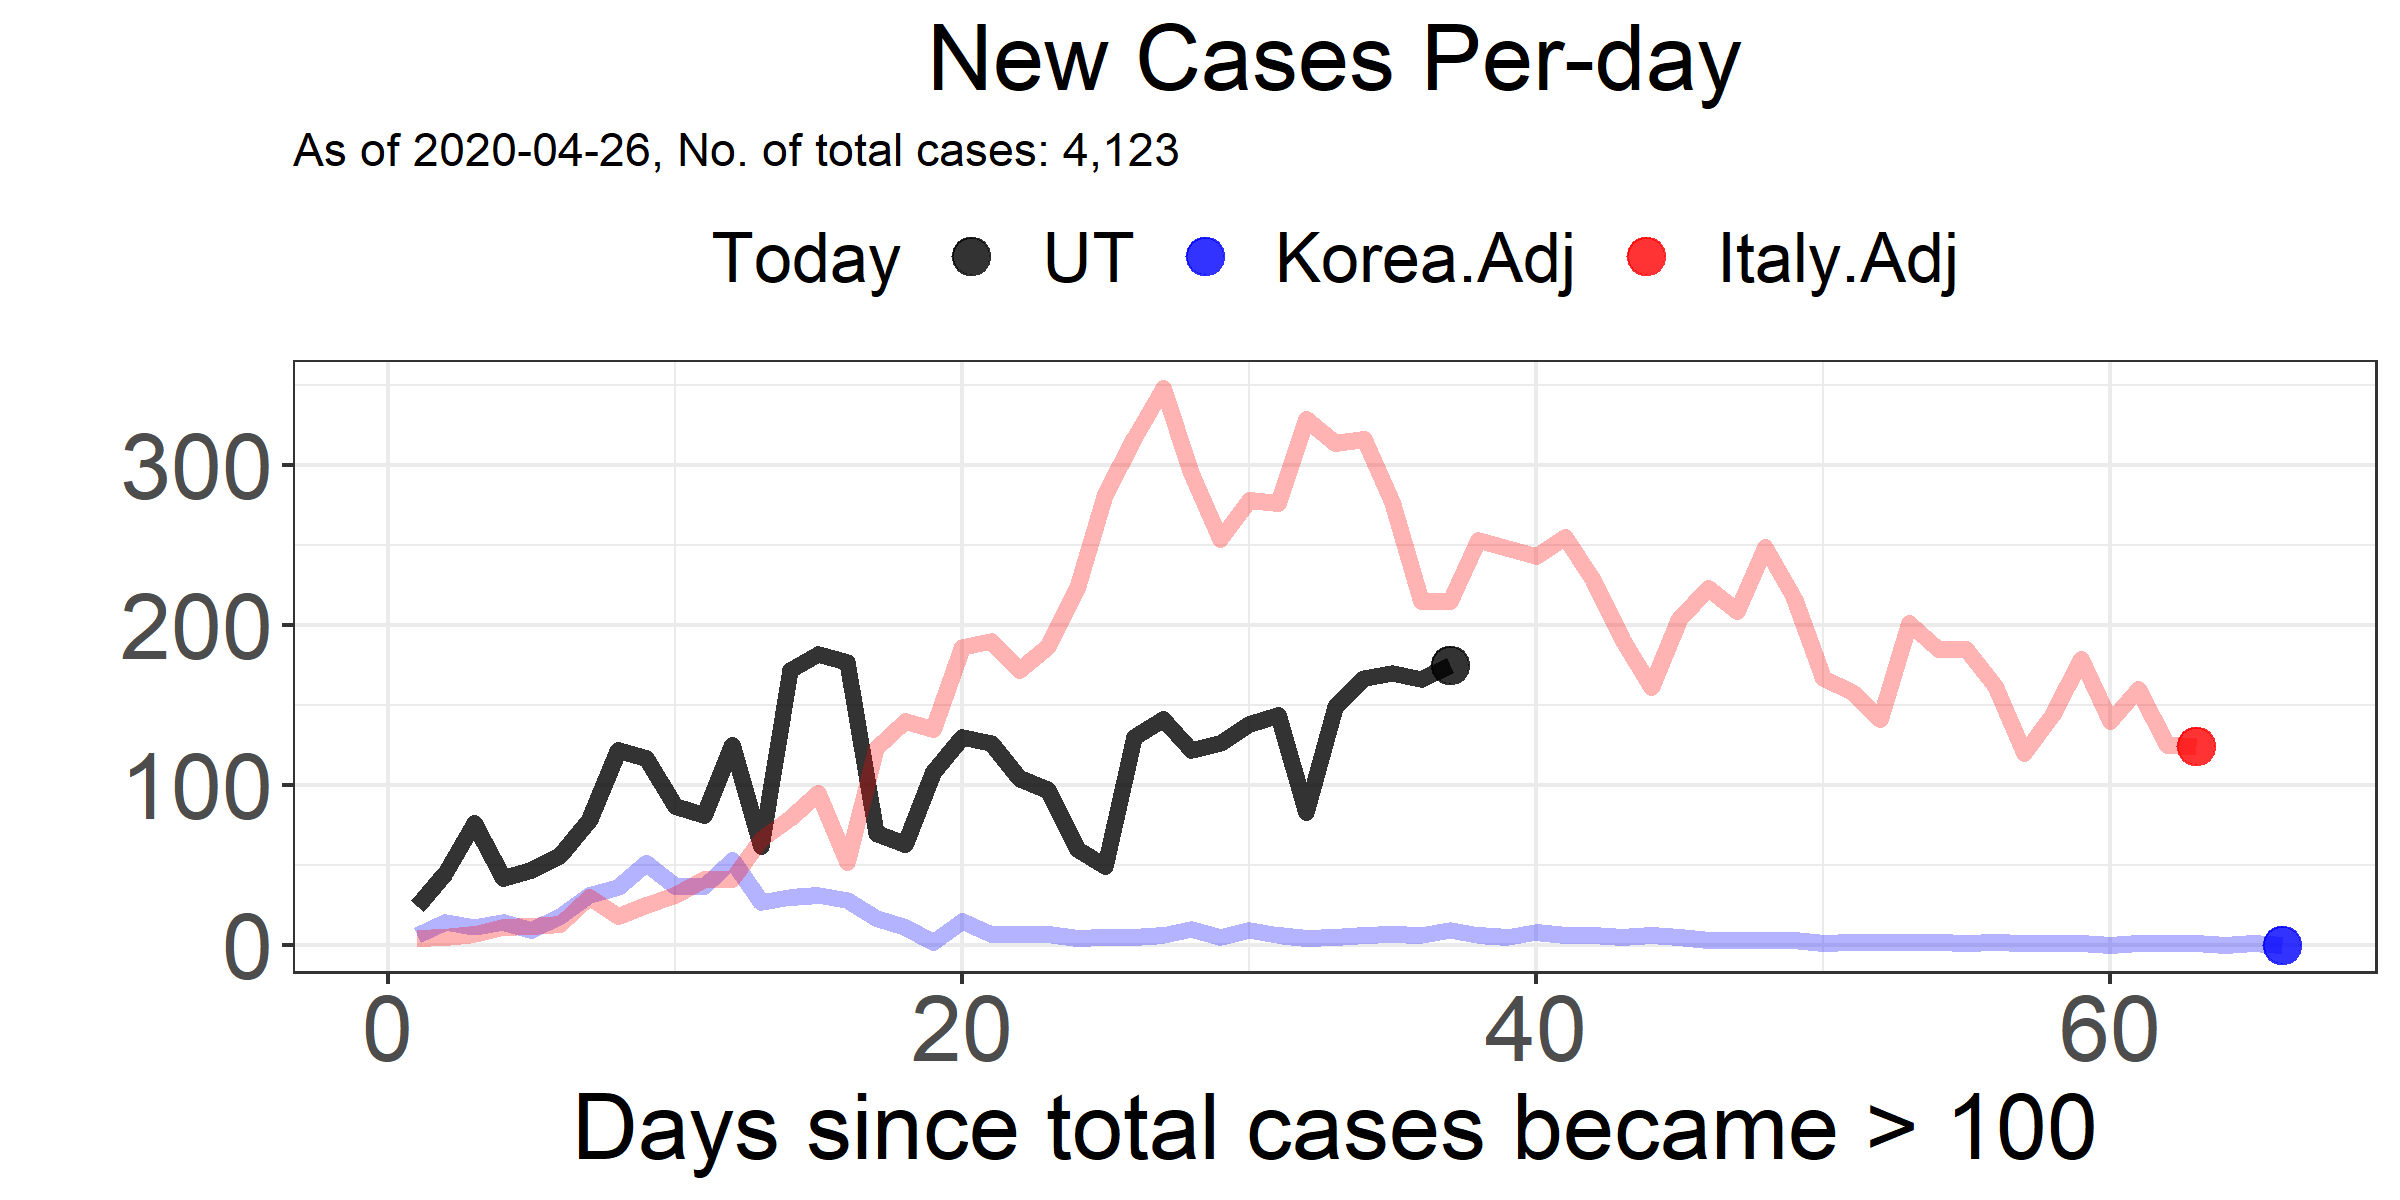 New Cases Per-day
As of 2020-04-26, No. of total cases: 4,123
Today UT Korea.Adj Italy.Adj
300
200
100
0
0 20 40 60
Days since total cases became > 100